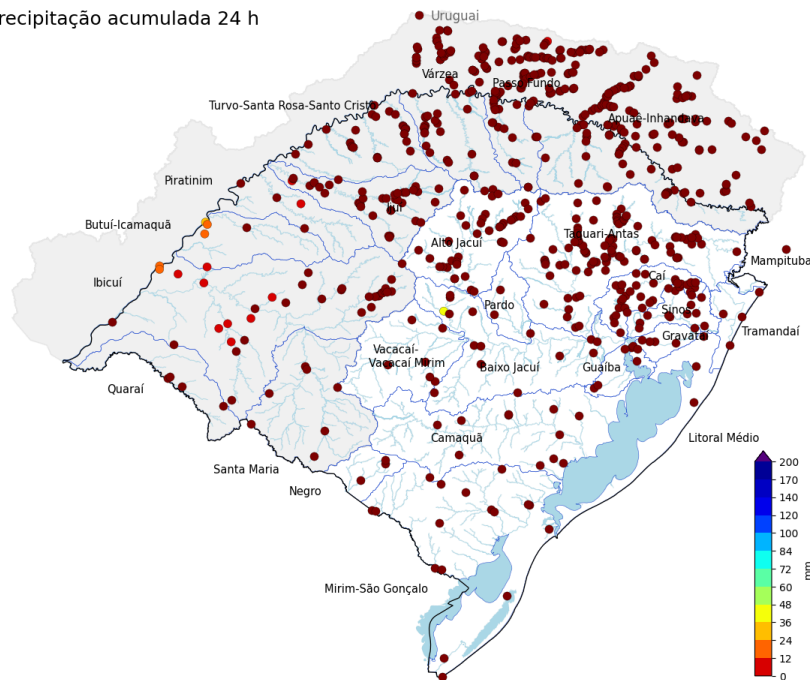 recipitação acumulada 24 h
Uruguai
Várzea
Passo Fundo
Turvo-Santa Rosa-Santo Cristo
Apuaê-Inhandava
Piratinim
Ijuí
Butuí-Icamaquã
Taquari-Antas
Alto Jacuí
Mampituba
Ibicuí
Caí
Pardo
Sinos
Tramandaí
Gravataí
Vacacaí-
Vacacaí Mirim
Baixo Jacuí
Guaíba
Quaraí
Camaquã
Litoral Médio
Santa Maria
Negro
Mirim-São Gonçalo
200
170
140
120
100
84
72
60
48
36
24
12
0
mm